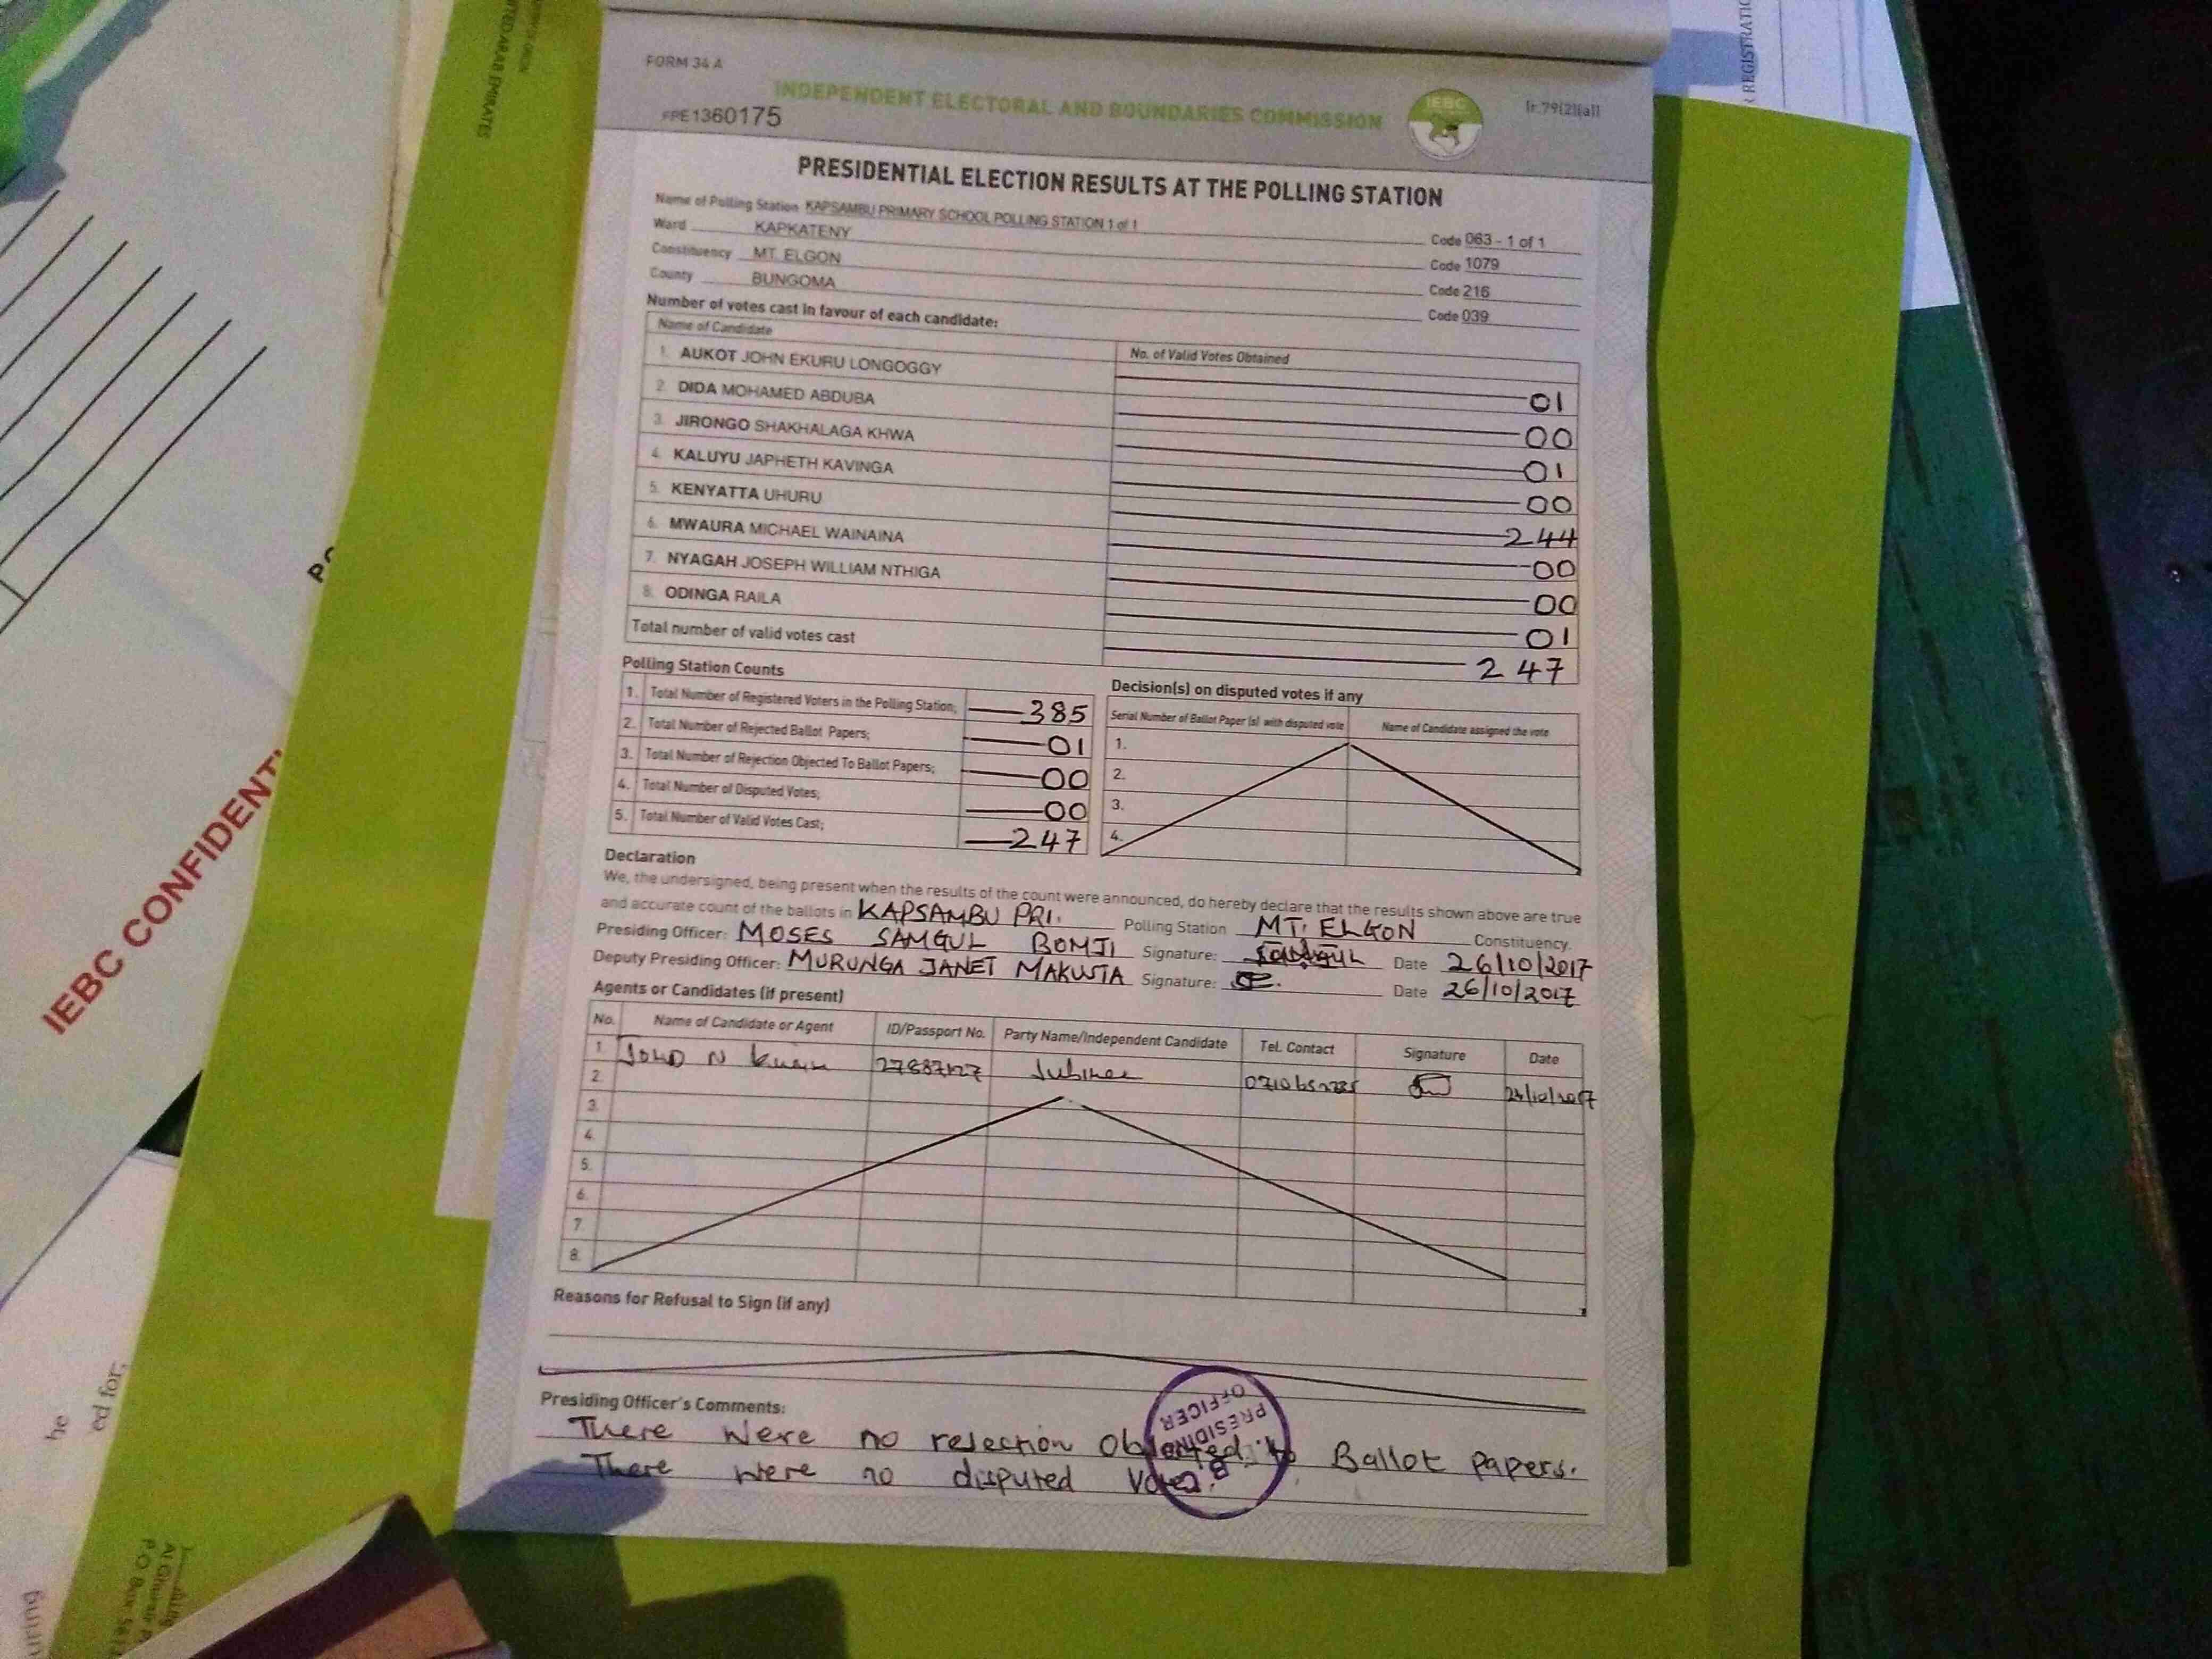 FORM 34 A
INDEPENDENT ELECTORAL AND BOUNDARIES COMMISSION
IEBC
[r.79(2)(a)]
FPE1360175
PRESIDENTIAL ELECTION RESULTS AT THE POLLING STATION
Name of Polling Station KAPSAMBU PRIMARY SCHOOL POLLING STATION 1 of 1 Code 063 - 1 of 1
Ward KAPKATENY Code 1079
Constituency MT. ELGON Code 216
County BUNGOMA Code 039
Number of votes cast in favour of each candidate:
Name of Candidate No. of Valid Votes Obtained
1. AUKOT JOHN EKURU LONGOGGY 01
2. DIDA MOHAMED ABDUBA 00
3. JIRONGO SHAKHALAGA KHWA 01
4. KALUYU JAPHETH KAVINGA 00
5. KENYATTA UHURU 244
6. MWAURA MICHAEL WAINAINA 00
7. NYAGAH JOSEPH WILLIAM NTHIGA 00
8. ODINGA RAILA 01
Total number of valid votes cast 247
Polling Station Counts
1. Total Number of Registered Voters in the Polling Station; 385
2. Total Number of Rejected Ballot Papers; 01
3. Total Number of Rejection Objected To Ballot Papers; 00
4. Total Number of Disputed Votes; 00
5. Total Number of Valid Votes Cast; 247
Decision(s) on disputed votes if any
Serial Number of Ballot Paper (s) with disputed vote Name of Candidate assigned the vote
1.
2.
3.
4.
Declaration
We, the undersigned, being present when the results of the count were announced, do hereby declare that the results shown above are true
and accurate count of the ballots in KAPSAMBU PRI. Polling Station MT. ELGON Constituency.
Presiding Officer: MOSES SAMGUL BOMJI Signature: Date 26/10/2017
Deputy Presiding Officer: MURUNGA JANET MAKUSTA Signature: Date 26/10/2017
Agents or Candidates (if present)
No. Name of Candidate or Agent ID/Passport No. Party Name/Independent Candidate Tel. Contact Signature Date
1. N Jubilee
2.
3.
4.
5.
6.
7.
8.
Reasons for Refusal to Sign (if any)
Presiding Officer's Comments:
There were no rejection Objected to Ballot papers.
There were no disputed Votes.
PRESIDING
OFFICER
IEBC CONFIDENT
TED ARAB EMIRATES
R REGISTRATIO
he
ed for;